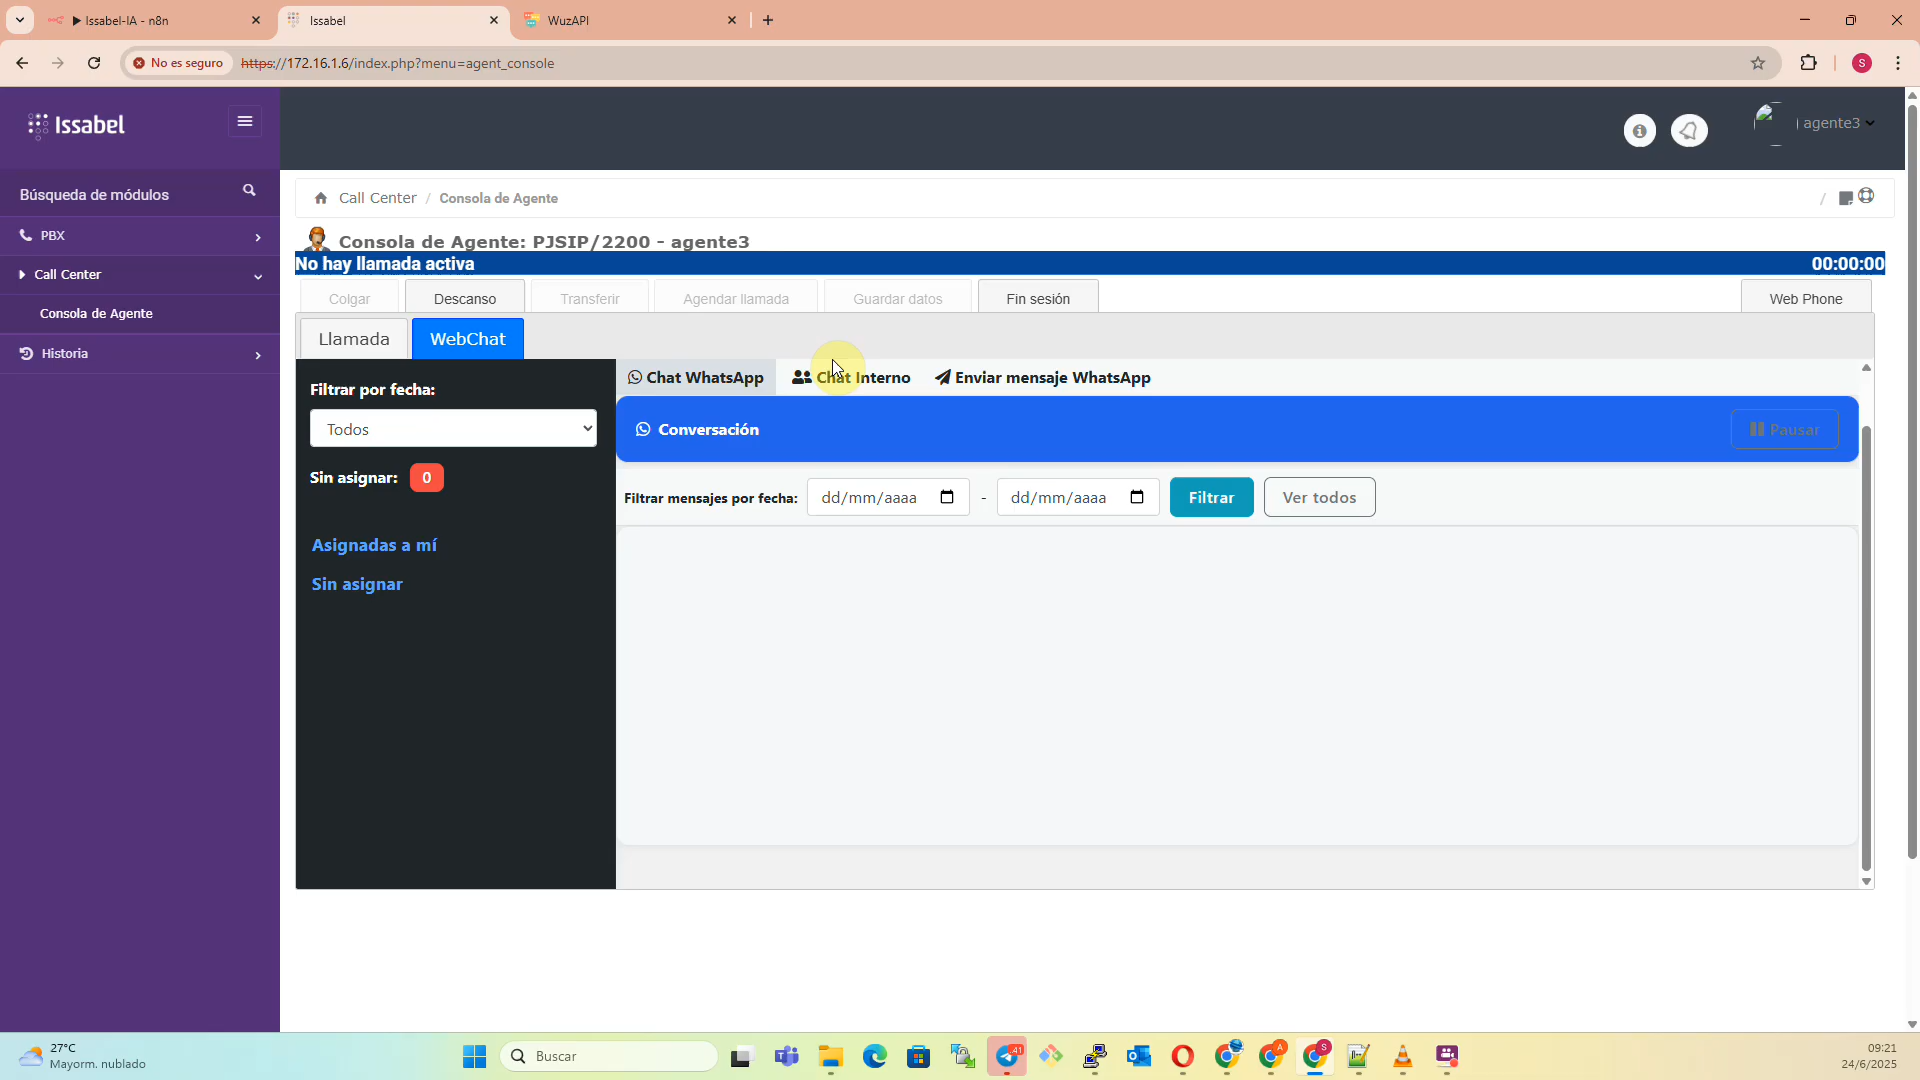 Issabel-IA - n8n
Issabel
WuzAPI
No es seguro
https://172.16.1.6/index.php?menu=agent_console
S
Issabel
agente3
Búsqueda de módulos
PBX
Call Center
Consola de Agente
Historia
Call Center / Consola de Agente
/
Consola de Agente: PJSIP/2200 - agente3
No hay llamada activa
00:00:00
Colgar
Descanso
Transferir
Agendar llamada
Guardar datos
Fin sesión
Web Phone
Llamada
WebChat
Filtrar por fecha:
Todos
Sin asignar: 0
Asignadas a mí
Sin asignar
Chat WhatsApp
Chat Interno
Enviar mensaje WhatsApp
Conversación
Pausar
Filtrar mensajes por fecha: dd/mm/aaaa - dd/mm/aaaa
Filtrar
Ver todos
27°C
Mayorm. nublado
Buscar
41
A
S
09:21
24/6/2025